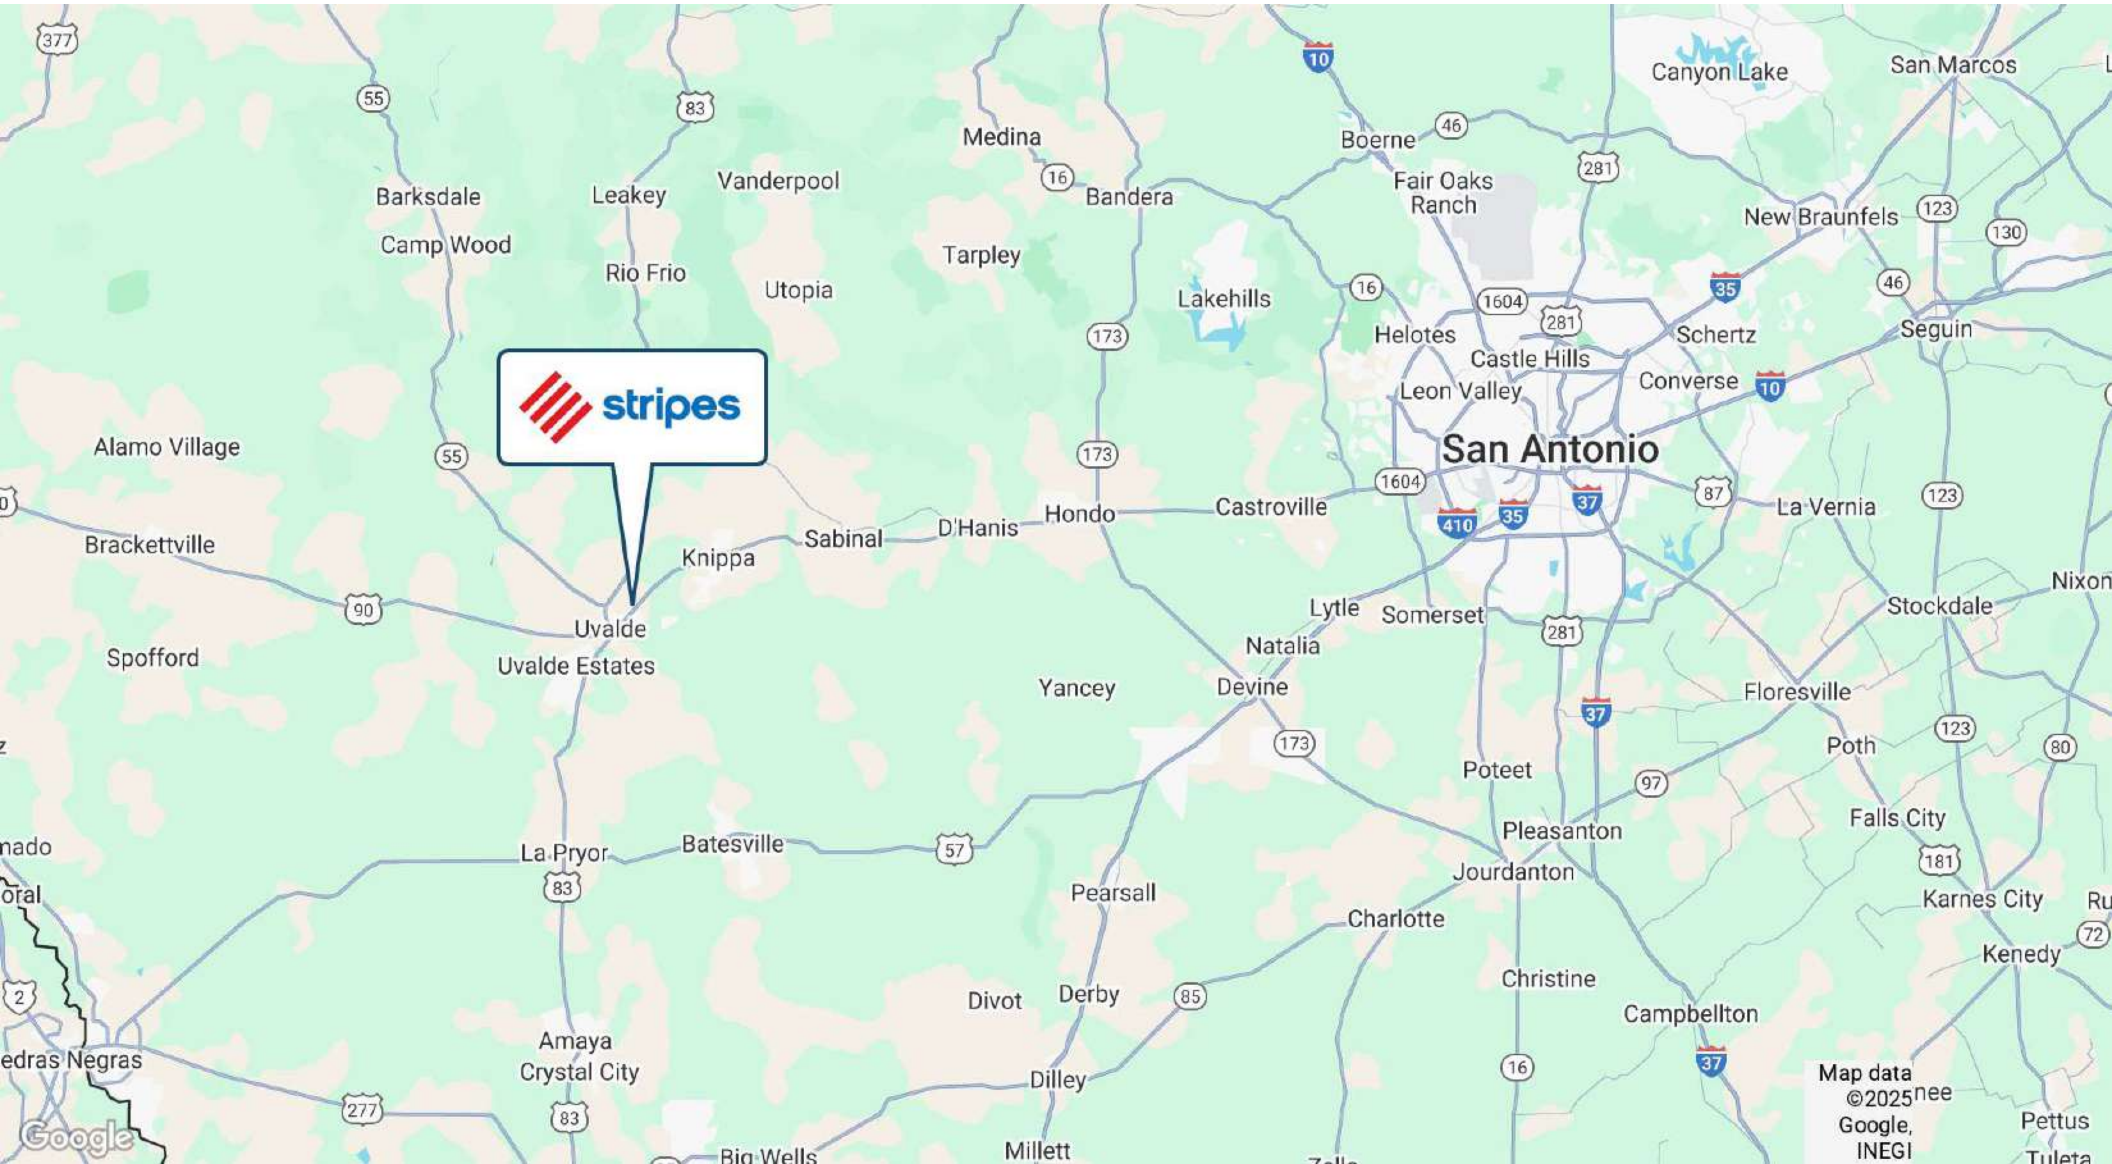 377
10
Canyon Lake
San Marcos
55
83
Medina
Boerne
46
281
16
Vanderpool
Barksdale
Leakey
Bandera
Fair Oaks
Ranch
New Braunfels
123
130
Camp Wood
Rio Frio
Tarpley
Utopia
Lakehills
16
1604
281
35
46
173
Helotes
Schertz
Seguin
Castle Hills
Leon Valley
Converse
10
stripes
Alamo Village
55
173
San Antonio
1604
410
35
37
87
La Vernia
123
Castroville
Hondo
D'Hanis
Sabinal
Knippa
Brackettville
90
Uvalde
Uvalde Estates
Spofford
Lytle
Somerset
281
Natalia
Yancey
Devine
Nixon
Stockdale
Floresville
37
173
123
80
Poth
Poteet
97
Falls City
Pleasanton
Jourdanton
181
Karnes City
72
Kenedy
La Pryor
Batesville
57
83
Pearsall
Charlotte
Christine
Campbellton
Divot
Derby
85
2
edras Negras
Amaya
Crystal City
Dilley
16
37
277
83
Big Wells
Millett
Pettus
Tuleta
Google
Map data
©2025
Google,
INEGI